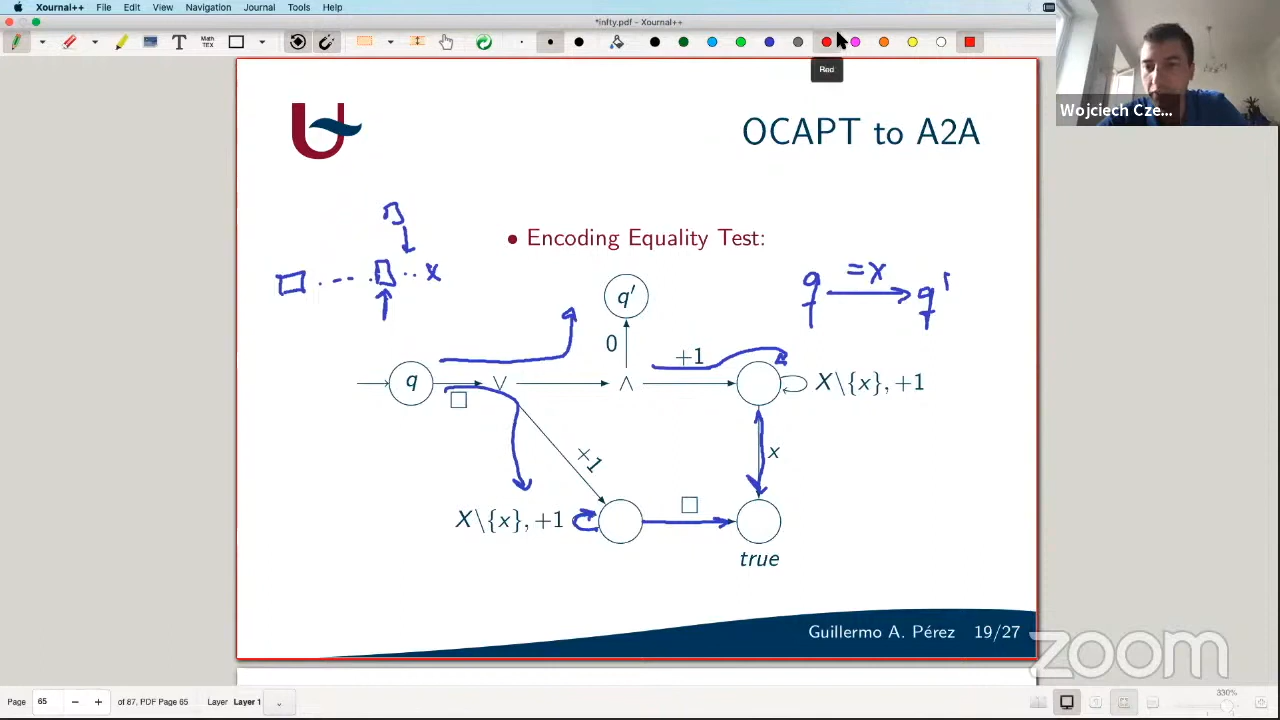 Xournal++ File Edit View Navigation Journal Tools Help
*infty.pdf - Xournal++
Red
Wojciech Cze...
OCAPT to A2A
• Encoding Equality Test:
q =x q'
□ .... □ .. x
q'
0
+1
q
∨
∧
X\{x}, +1
□
+1
x
X\{x}, +1
□
true
Guillermo A. Pérez 19/27
zoom
Page 65 of 87, PDF Page 65 Layer Layer 1
330%